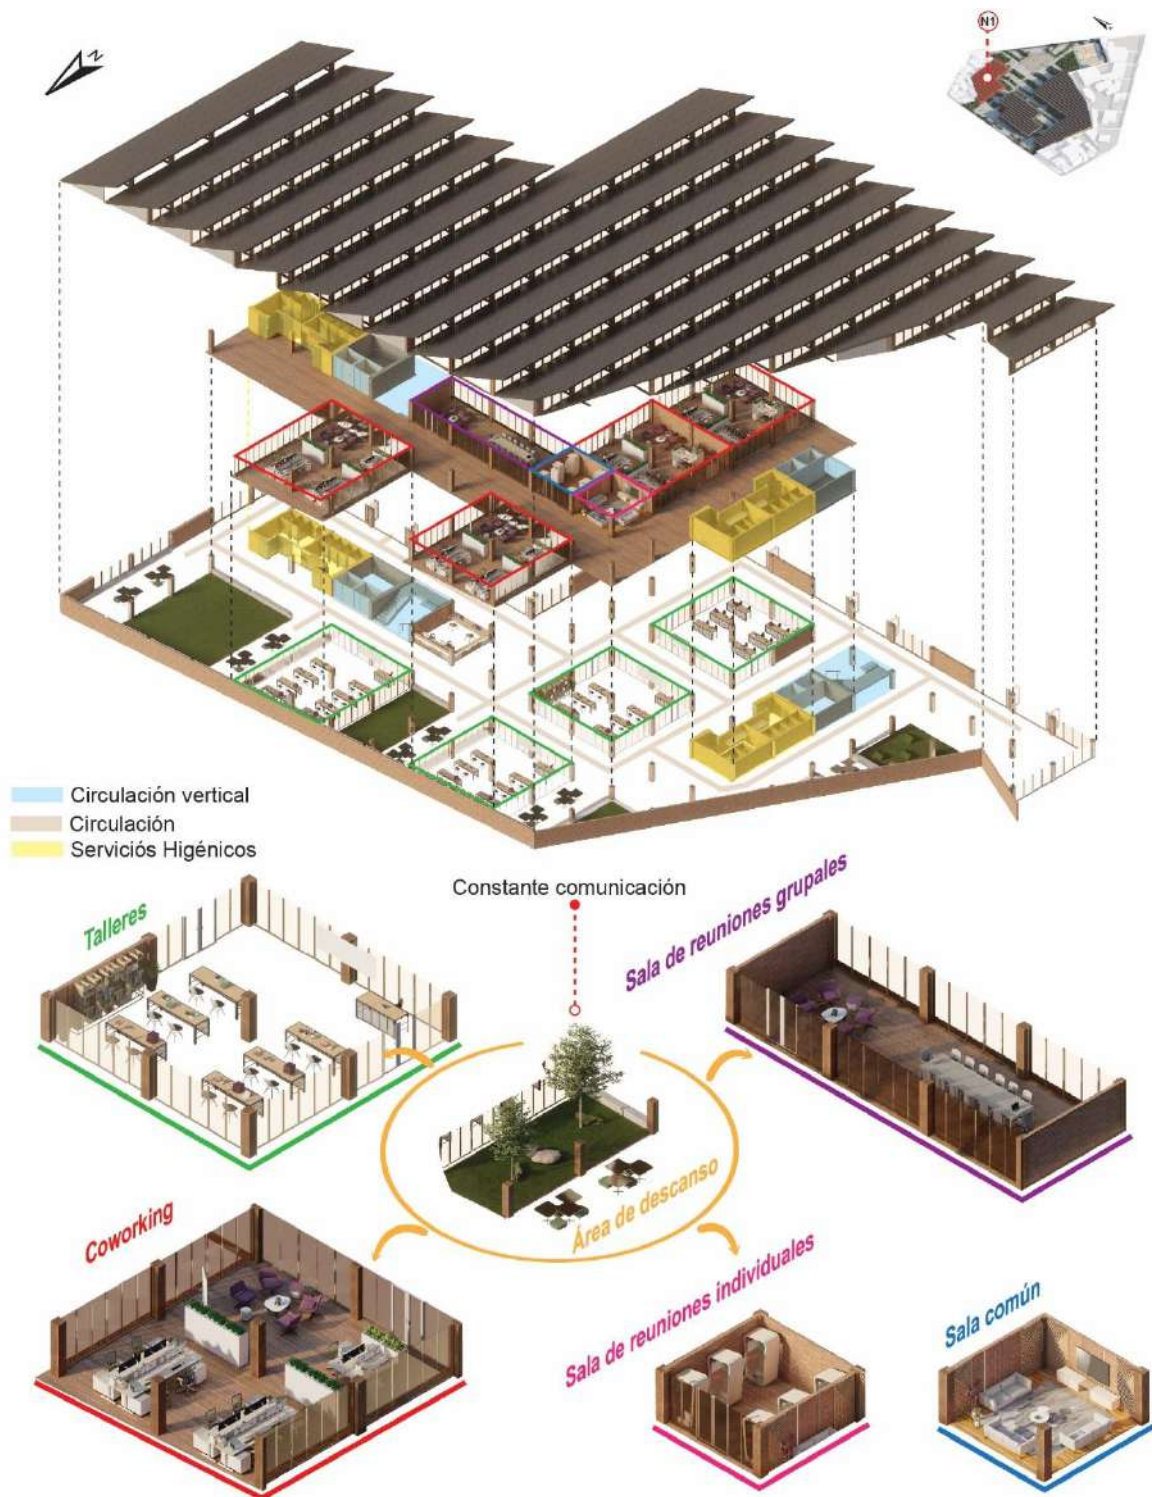 N
N1
Circulación vertical
Circulación
Serviciós Higénicos
Constante comunicación
Talleres
Sala de reuniones grupales
Área de descanso
Coworking
Sala de reuniones individuales
Sala común